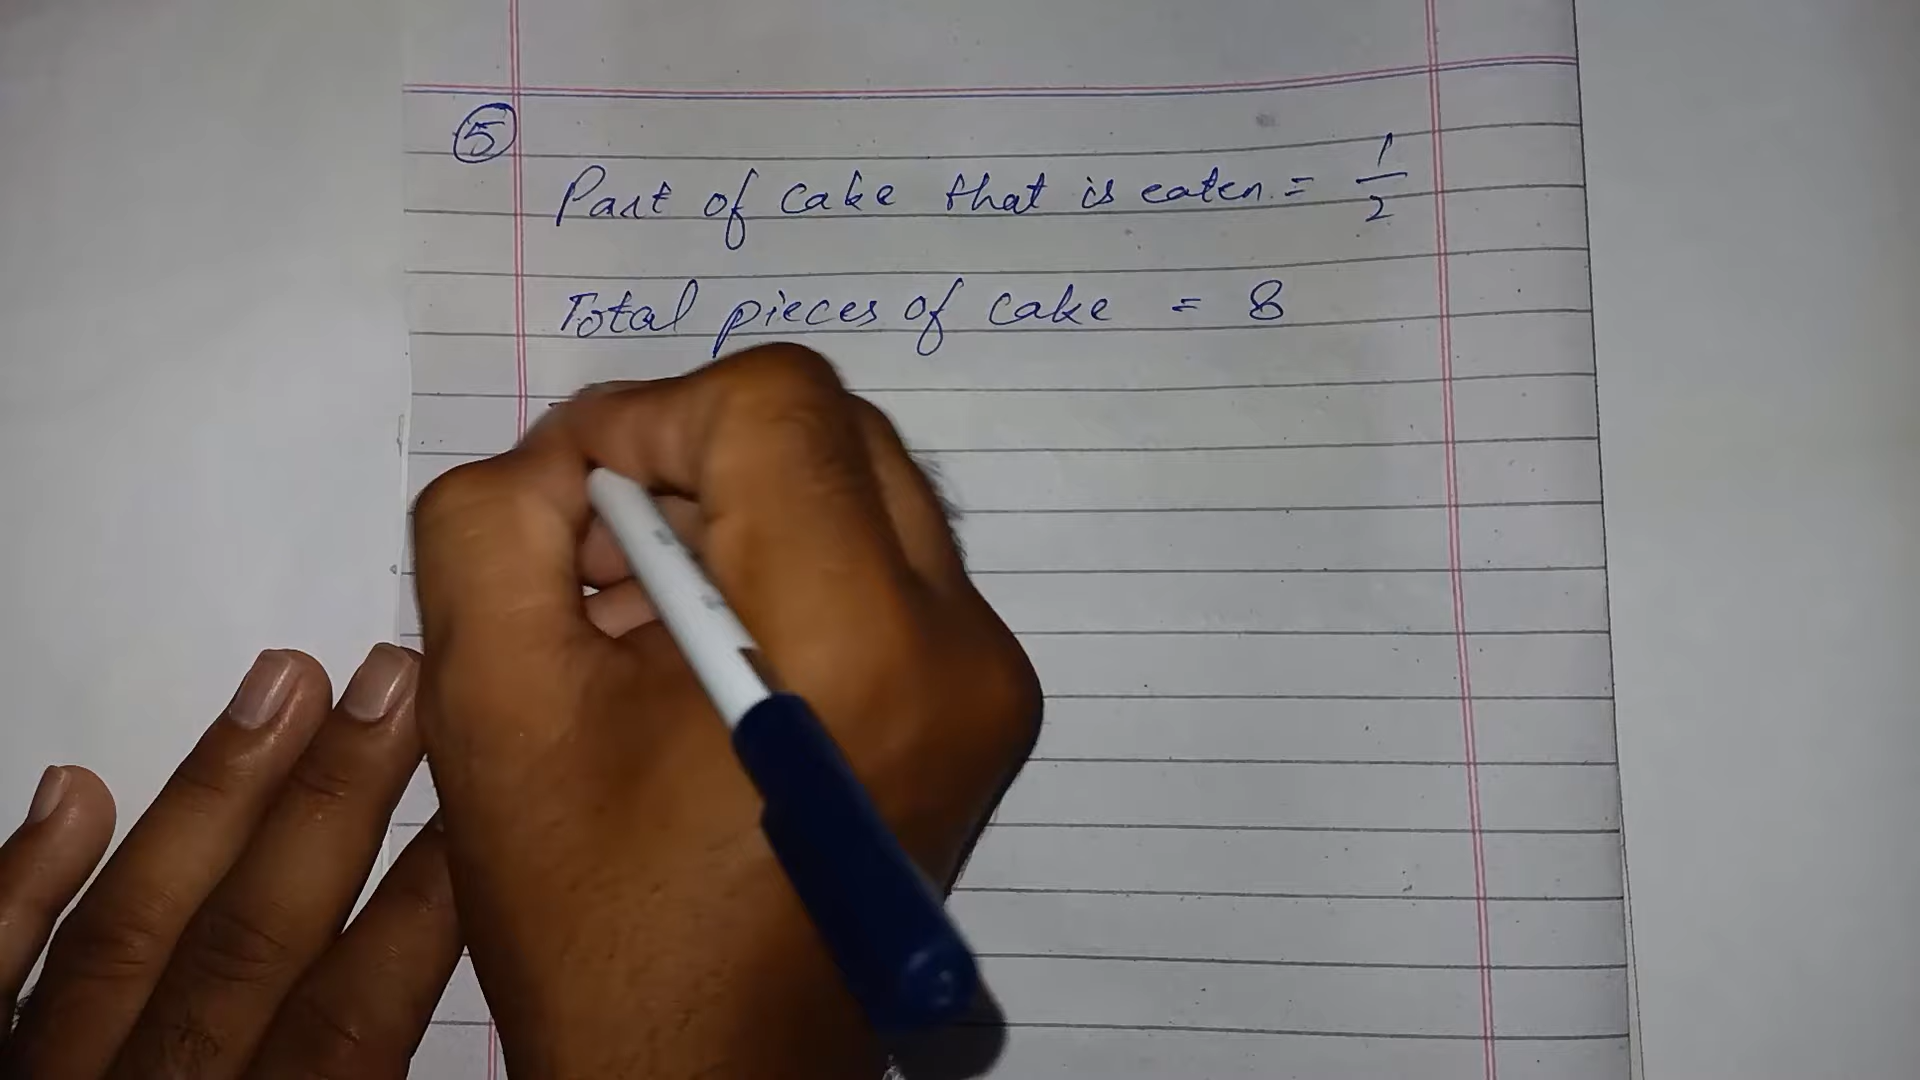 5
Part of cake that is eaten = 1/2
Total pieces of cake = 8